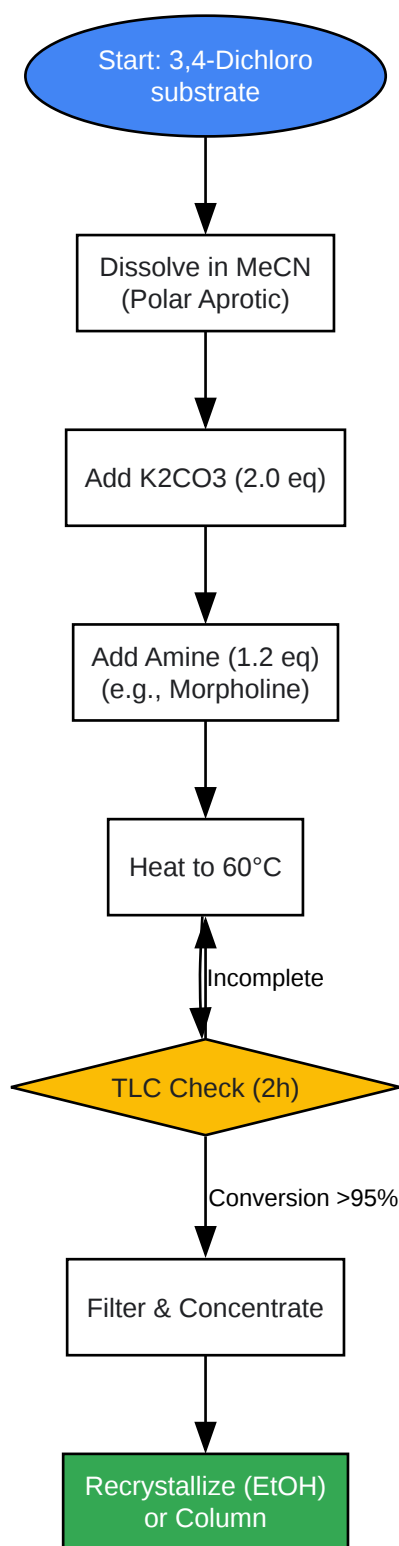 Start: 3,4-Dichloro
substrate
Dissolve in MeCN
(Polar Aprotic)
Add K2CO3 (2.0 eq)
Add Amine (1.2 eq)
(e.g., Morpholine)
Heat to 60°C
Incomplete
TLC Check (2h)
Conversion >95%
Filter & Concentrate
Recrystallize (EtOH)
or Column